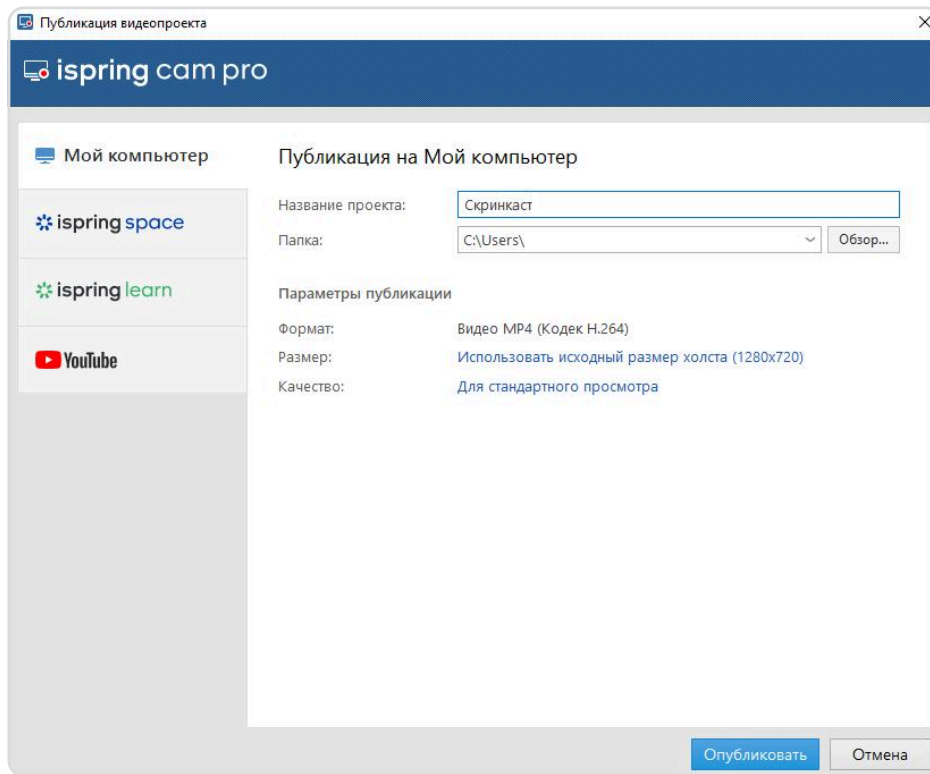 Публикация видеопроекта
ispring cam pro
Мой компьютер
ispring space
ispring learn
YouTube
Публикация на Мой компьютер
Название проекта: Скринкаст
Папка: C:\Users\ Обзор...
Параметры публикации
Формат: Видео MP4 (Кодек H.264)
Размер: Использовать исходный размер холста (1280x720)
Качество: Для стандартного просмотра
Опубликовать Отмена